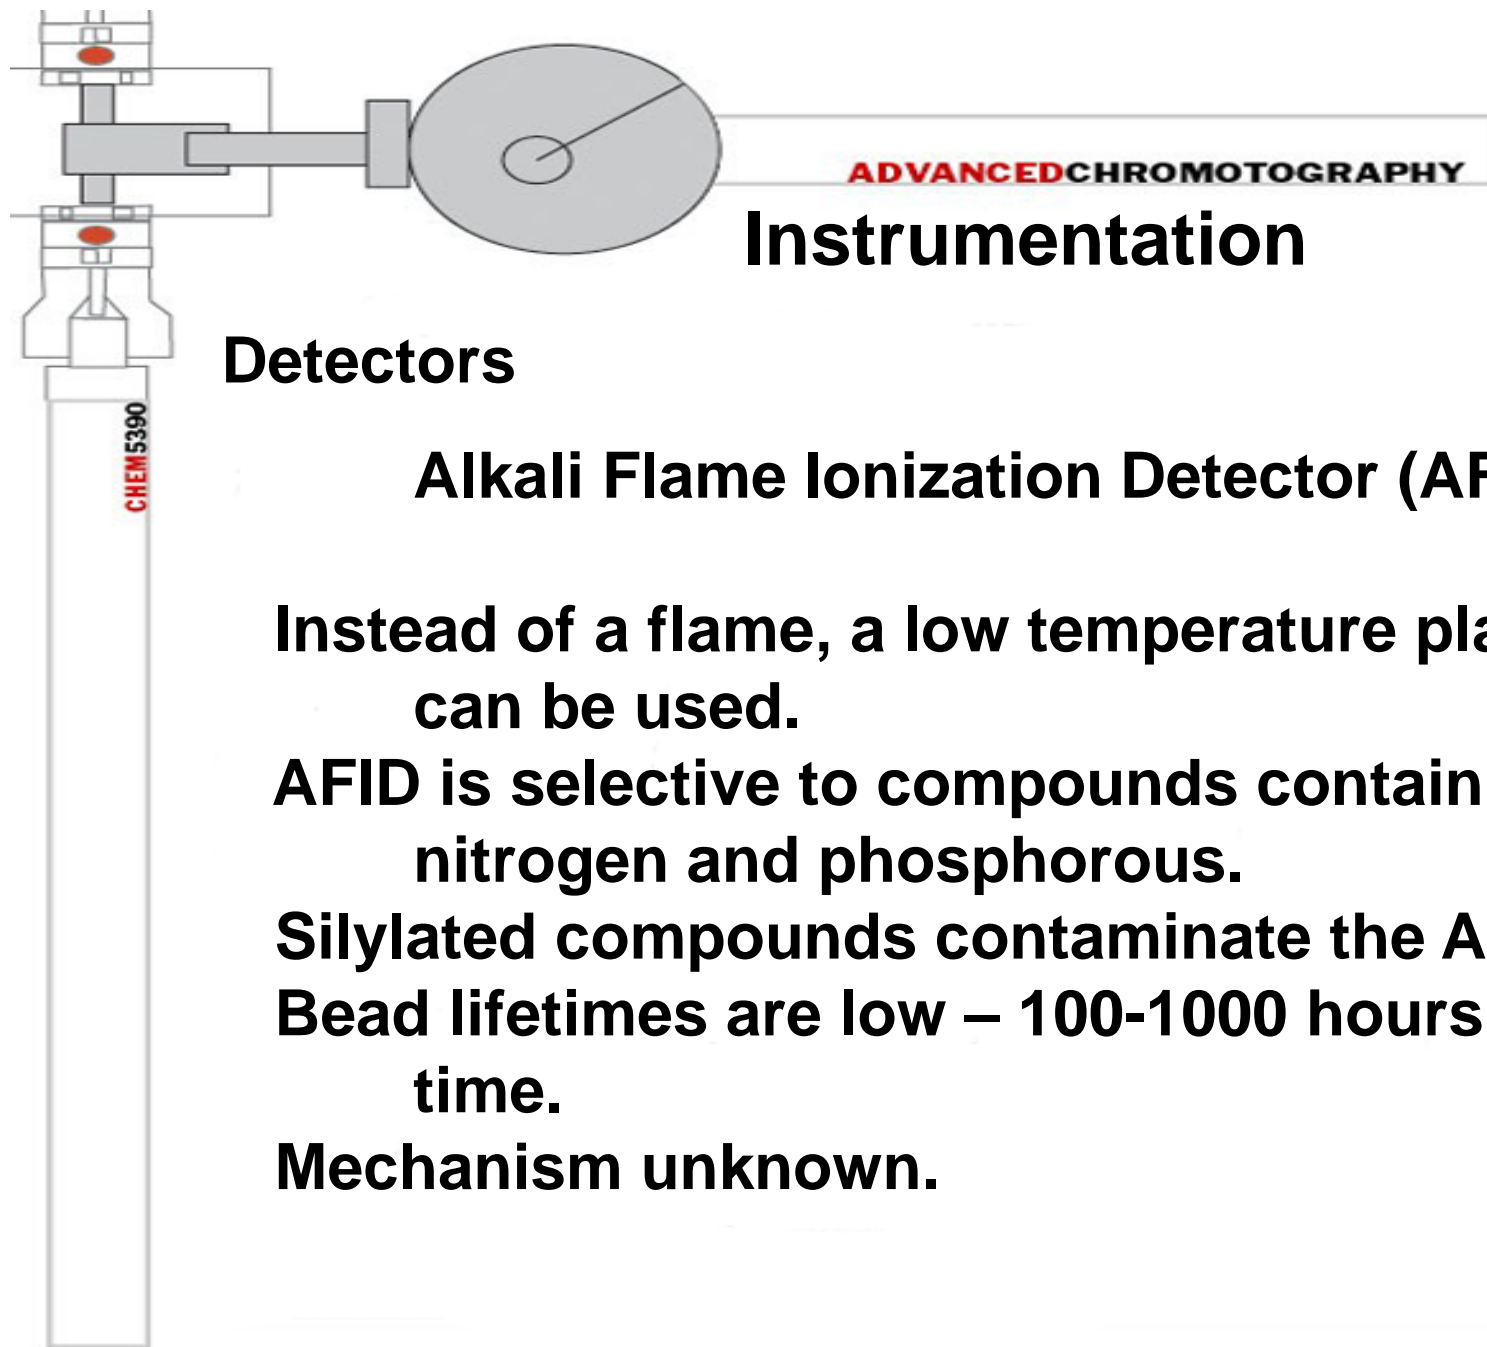 ADVANCEDCHROMOTOGRAPHY
Instrumentation
Detectors
CHEM5390
Alkali Flame Ionization Detector (AF
Instead of a flame, a low temperature pla
can be used.
AFID is selective to compounds contain
nitrogen and phosphorous.
Silylated compounds contaminate the A
Bead lifetimes are low – 100-1000 hours
time.
Mechanism unknown.